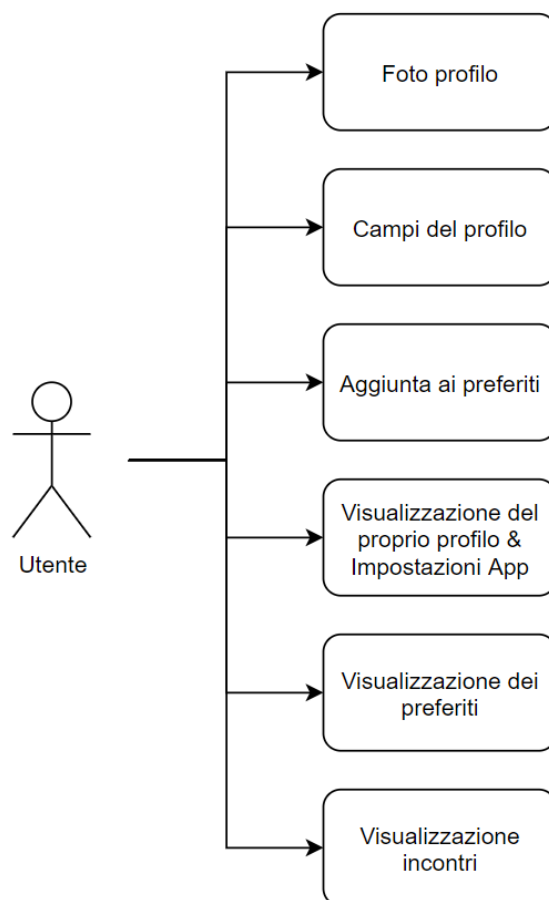 Foto profilo
Campi del profilo
Aggiunta ai preferiti
Utente
Visualizzazione del
proprio profilo &
Impostazioni App
Visualizzazione dei
preferiti
Visualizzazione
incontri